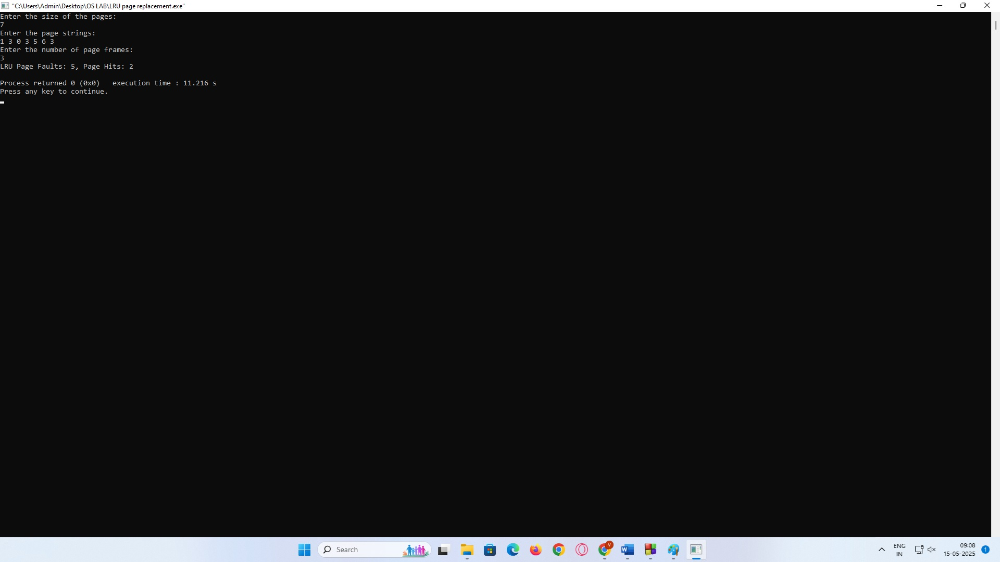 "C:\Users\Admin\Desktop\OS LAB\LRU page replacement.exe"
Enter the size of the pages:
7
Enter the page strings:
1 3 0 3 5 6 3
Enter the number of page frames:
3
LRU Page Faults: 5, Page Hits: 2
Process returned 0 (0x0)   execution time : 11.216 s
Press any key to continue.
Search
V
W
ENG
IN
09:08
15-05-2025
1